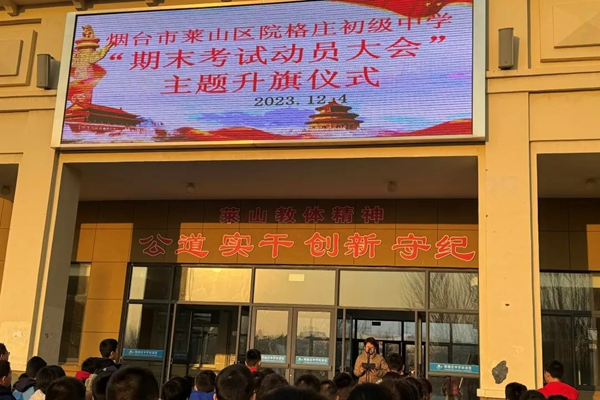 烟台市莱山区院格庄初级中学
“期末考试动员大会”
主题升旗仪式
2023.12.4
莱山教体精神
公道 实干 创新 守纪